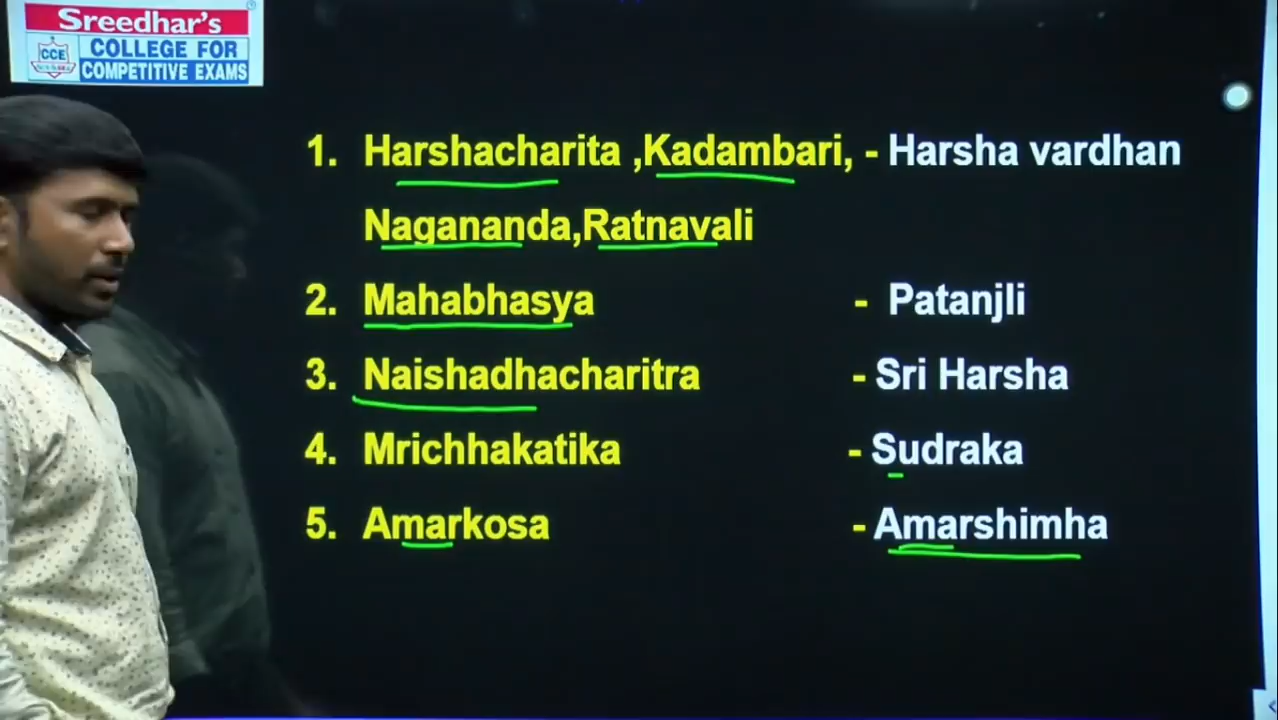 Sreedhar's
CCE
COLLEGE FOR
COMPETITIVE EXAMS
1. Harshacharita ,Kadambari, - Harsha vardhan
Nagananda,Ratnavali
2. Mahabhasya - Patanjli
3. Naishadhacharitra - Sri Harsha
4. Mrichhakatika - Sudraka
5. Amarkosa - Amarshimha